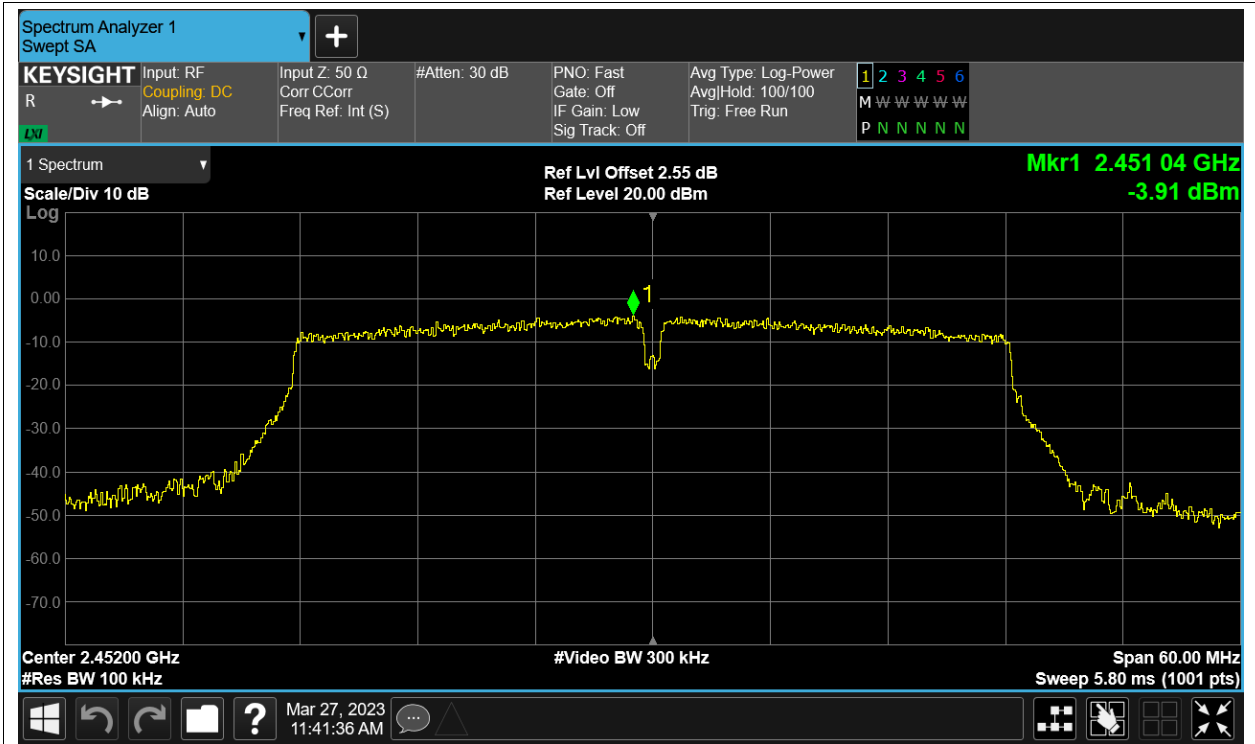 Spectrum Analyzer 1
Swept SA
KEYSIGHT Input: RF Input Z: 50 Ω #Atten: 30 dB PNO: Fast Avg Type: Log-Power 1 2 3 4 5 6
R Coupling: DC Corr CCorr Gate: Off Avg|Hold: 100/100 M W W W W W
Align: Auto Freq Ref: Int (S) IF Gain: Low Trig: Free Run
LXI Sig Track: Off P N N N N N
1 Spectrum Ref Lvl Offset 2.55 dB Mkr1 2.451 04 GHz
Scale/Div 10 dB Ref Level 20.00 dBm -3.91 dBm
Log
10.0
0.00
1
-10.0
-20.0
-30.0
-40.0
-50.0
-60.0
-70.0
Center 2.45200 GHz #Video BW 300 kHz Span 60.00 MHz
#Res BW 100 kHz Sweep 5.80 ms (1001 pts)
? Mar 27, 2023
11:41:36 AM